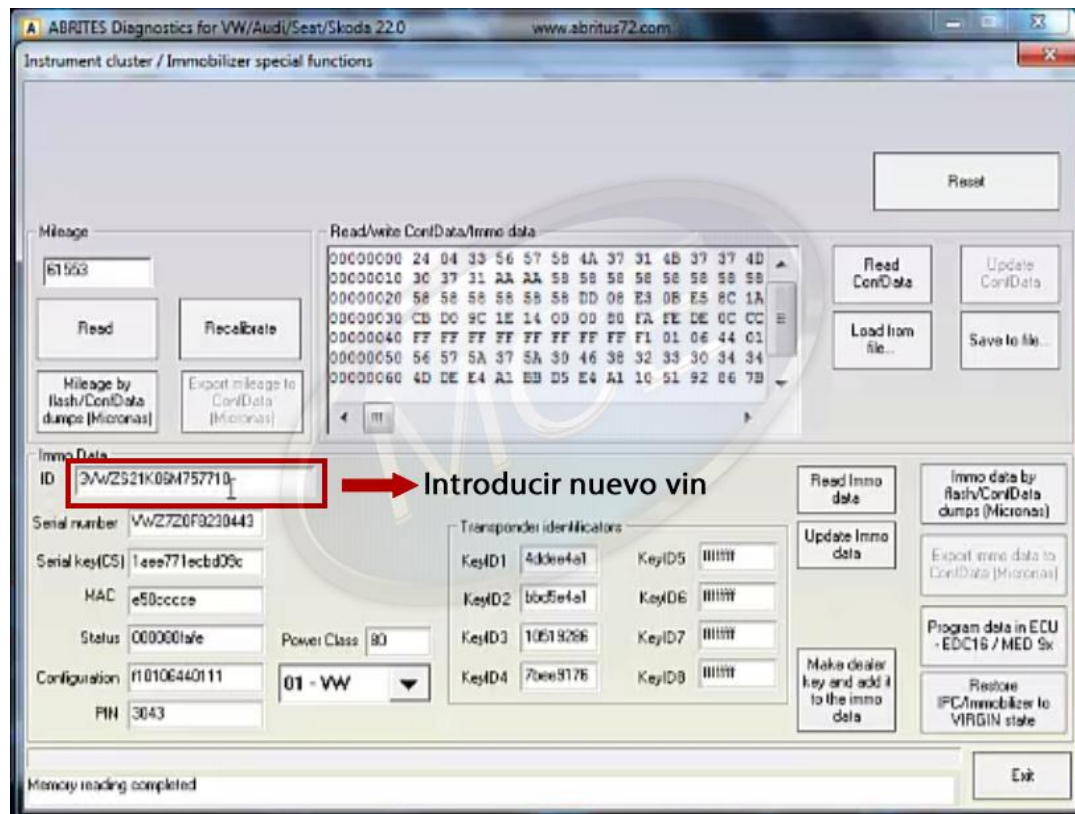 ABRITES Diagnostics for VW/Audi/Seat/Skoda 22.0 www.abritus72.com
Instrument cluster / Immobilizer special functions
Reset
Mileage
61553
Read
Recalibrate
Mileage by
flash/ConfData
dumps (Micronas)
Export mileage to
ConfData
(Micronas)
Read/write ConfData/Immo data
00000000 24 04 33 56 57 58 4A 37 31 4B 37 37 4D
00000010 30 37 31 AA AA 58 58 58 58 58 58 58 58
00000020 58 58 58 58 58 58 DD 08 E3 0B E5 8C 1A
00000030 CB D0 9C 1E 14 00 00 80 FA FE DE 0C CC
00000040 FF FF FF FF FF FF FF FF F1 01 06 44 01
00000050 56 57 5A 37 5A 30 46 38 32 33 30 34 34
00000060 4D DE E4 A1 BB D5 E4 A1 10 51 92 86 7B
Read
ConfData
Update
ConfData
Load from
file...
Save to file...
Immo Data
ID
Introducir nuevo vin
Serial number VWZ7Z0F8230443
Serial key(CS) 1aee771ecbd09c
MAC e58cccce
Status 000080fafe
Power Class 80
Configuration f10106440111
01 - VW
PIN 3043
Transponder identificators
KeyID1 4ddee4a1
KeyID2 bbd5e4a1
KeyID3 10519286
KeyID4 7bee9176
KeyID5 ffffffff
KeyID6 ffffffff
KeyID7 ffffffff
KeyID8 ffffffff
Read Immo
data
Update Immo
data
Make dealer
key and add it
to the immo
data
Immo data by
flash/ConfData
dumps (Micronas)
Export immo data to
ConfData (Micronas)
Program data in ECU
- EDC16 / MED 9x
Restore
IPC/Immobilizer to
VIRGIN state
Memory reading completed
Exit